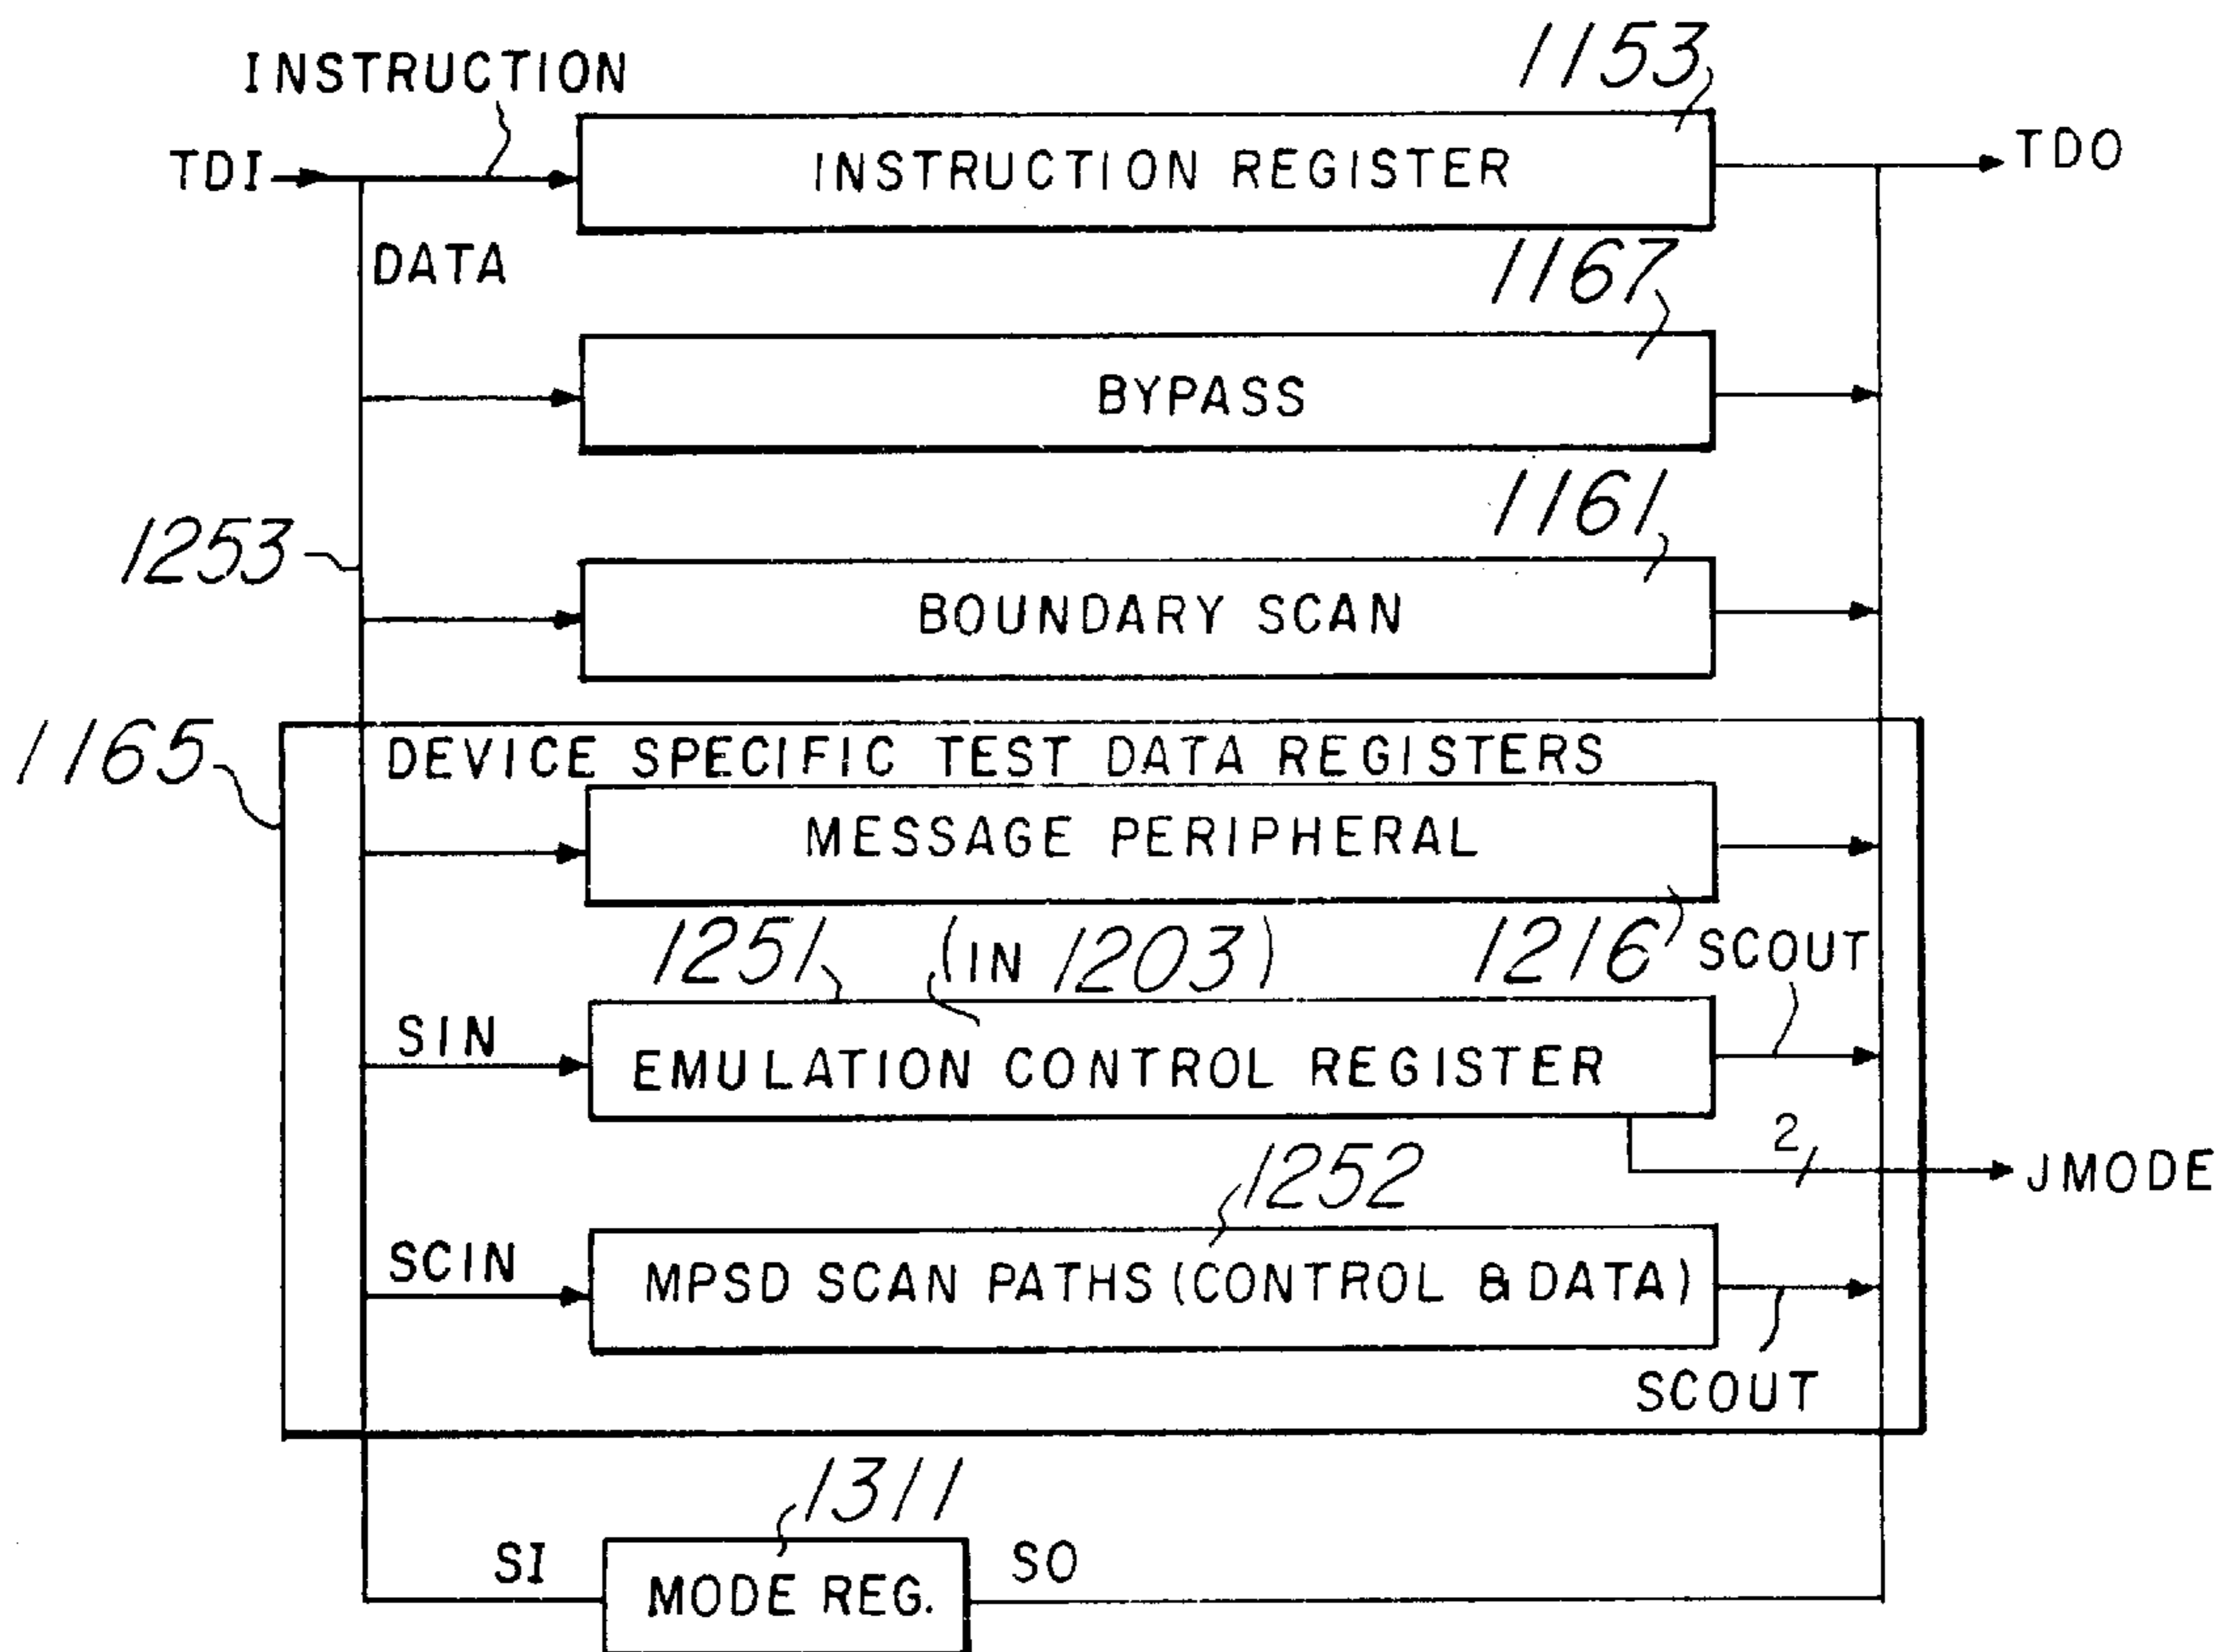 1153
INSTRUCTION
TDI
INSTRUCTION REGISTER
TDO
DATA
1167
BYPASS
1161
1253
BOUNDARY SCAN
1165
DEVICE SPECIFIC TEST DATA REGISTERS
MESSAGE PERIPHERAL
1251 (IN 1203)
1216 SCOUT
SIN
EMULATION CONTROL REGISTER
2
JMODE
1252
SCIN
MPSD SCAN PATHS (CONTROL & DATA)
SCOUT
1311
SI
MODE REG.
SO